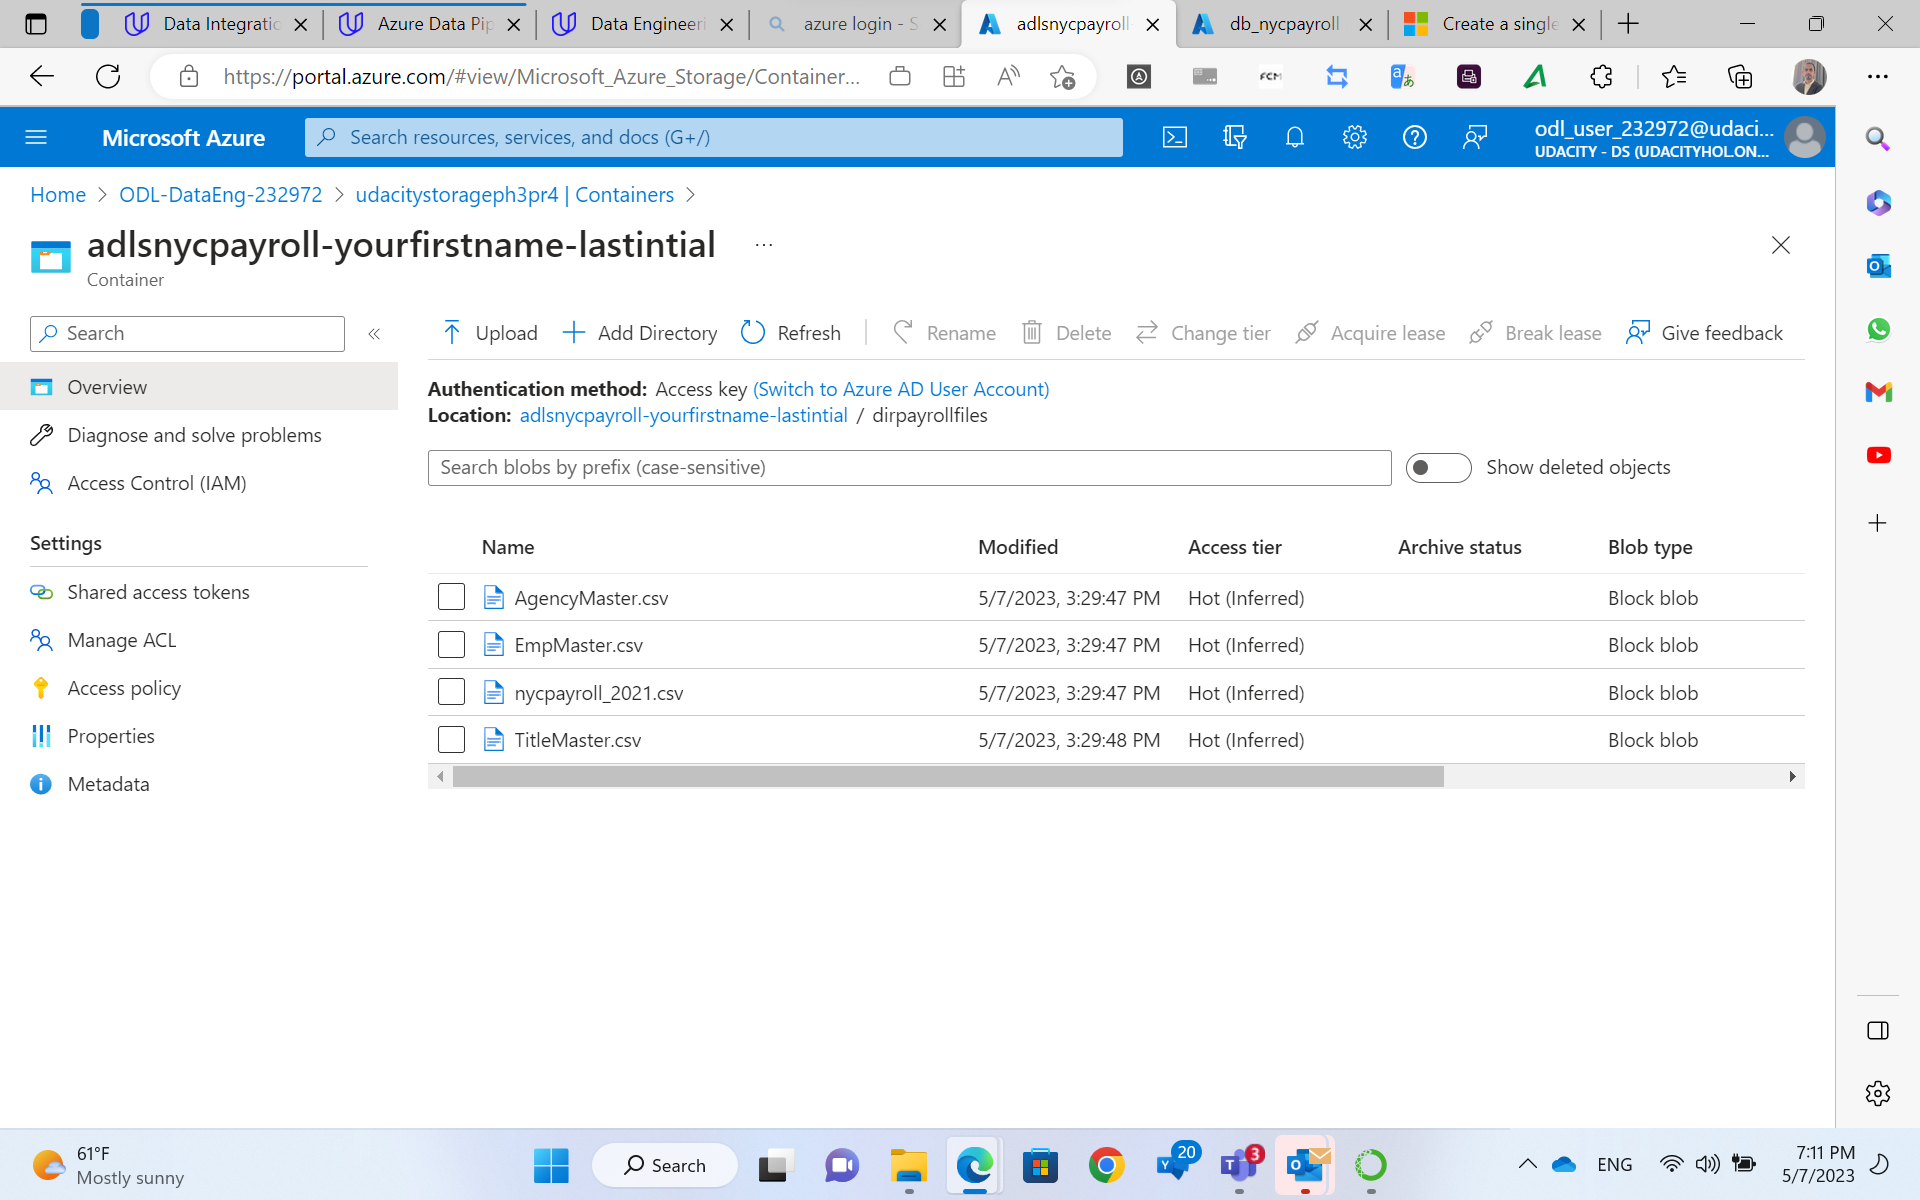 Data Integratio
Azure Data Pip
Data Engineeri
azure login - S
adlsnycpayroll
db_nycpayroll
Create a single
https://portal.azure.com/#view/Microsoft_Azure_Storage/Container...
FCM
Microsoft Azure
Search resources, services, and docs (G+/)
odl_user_232972@udaci...
UDACITY - DS (UDACITYHOL.ON...
Home > ODL-DataEng-232972 > udacitystorageph3pr4 | Containers >
adlsnycpayroll-yourfirstname-lastintial ...
Container
Search «
Upload Add Directory Refresh Rename Delete Change tier Acquire lease Break lease Give feedback
Overview
Diagnose and solve problems
Access Control (IAM)
Settings
Shared access tokens
Manage ACL
Access policy
Properties
Metadata
Authentication method: Access key (Switch to Azure AD User Account)
Location: adlsnycpayroll-yourfirstname-lastintial / dirpayrollfiles
Search blobs by prefix (case-sensitive)
Show deleted objects
Name Modified Access tier Archive status Blob type
AgencyMaster.csv 5/7/2023, 3:29:47 PM Hot (Inferred) Block blob
EmpMaster.csv 5/7/2023, 3:29:47 PM Hot (Inferred) Block blob
nycpayroll_2021.csv 5/7/2023, 3:29:47 PM Hot (Inferred) Block blob
TitleMaster.csv 5/7/2023, 3:29:48 PM Hot (Inferred) Block blob
61°F
Mostly sunny
Search
20
3
ENG
7:11 PM
5/7/2023